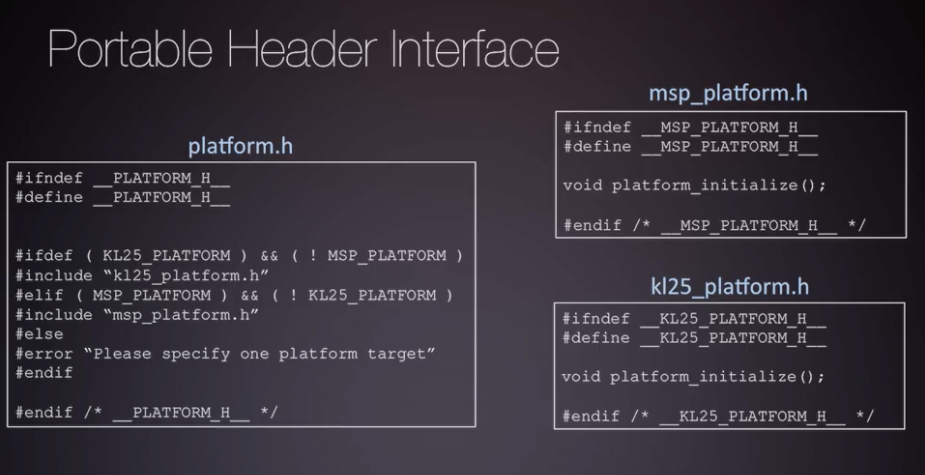 Portable Header Interface
platform.h
#ifndef __PLATFORM_H__
#define __PLATFORM_H__
#ifdef ( KL25_PLATFORM ) && ( ! MSP_PLATFORM )
#include “kl25_platform.h”
#elif ( MSP_PLATFORM ) && ( ! KL25_PLATFORM )
#include “msp_platform.h”
#else
#error “Please specify one platform target”
#endif
#endif /* __PLATFORM_H__ */
msp_platform.h
#ifndef __MSP_PLATFORM_H__
#define __MSP_PLATFORM_H__
void platform_initialize();
#endif /* __MSP_PLATFORM_H__ */
kl25_platform.h
#ifndef __KL25_PLATFORM_H__
#define __KL25_PLATFORM_H__
void platform_initialize();
#endif /* __KL25_PLATFORM_H__ */